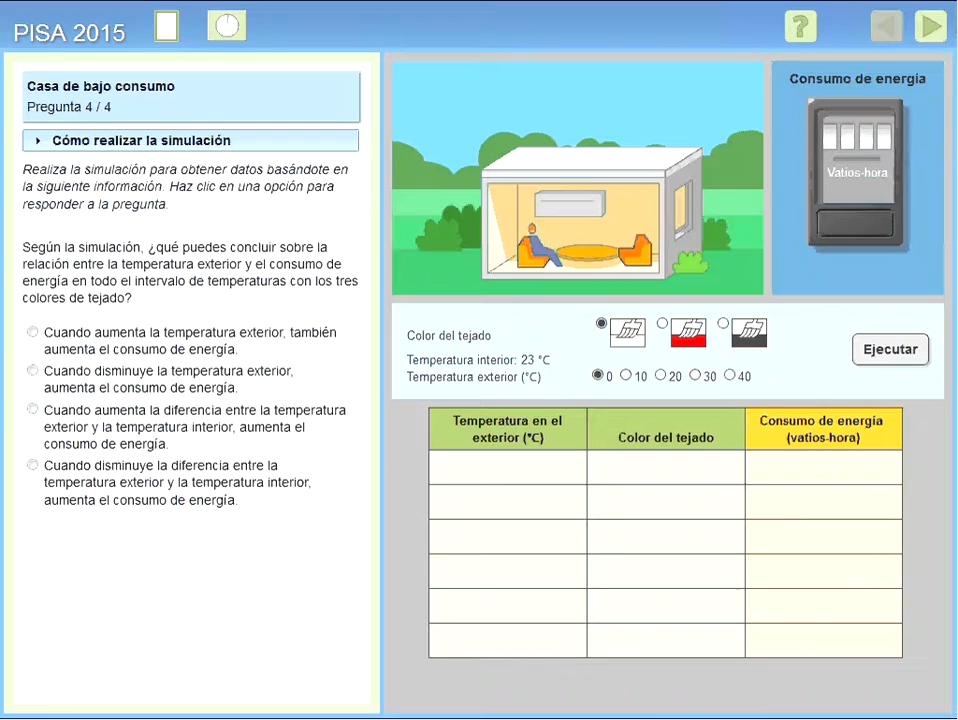 PISA 2015
?
Casa de bajo consumo
Pregunta 4 / 4
Cómo realizar la simulación
Realiza la simulación para obtener datos basándote en
la siguiente información. Haz clic en una opción para
responder a la pregunta.
Según la simulación, ¿qué puedes concluir sobre la
relación entre la temperatura exterior y el consumo de
energía en todo el intervalo de temperaturas con los tres
colores de tejado?
Cuando aumenta la temperatura exterior, también
aumenta el consumo de energía.
Cuando disminuye la temperatura exterior,
aumenta el consumo de energía.
Cuando aumenta la diferencia entre la temperatura
exterior y la temperatura interior, aumenta el
consumo de energía.
Cuando disminuye la diferencia entre la
temperatura exterior y la temperatura interior,
aumenta el consumo de energía.
Consumo de energía
Vatios-hora
Color del tejado
Temperatura interior: 23 °C
Temperatura exterior (°C) 0 10 20 30 40
Ejecutar
Temperatura en el
exterior (°C)
Color del tejado
Consumo de energía
(vatios-hora)